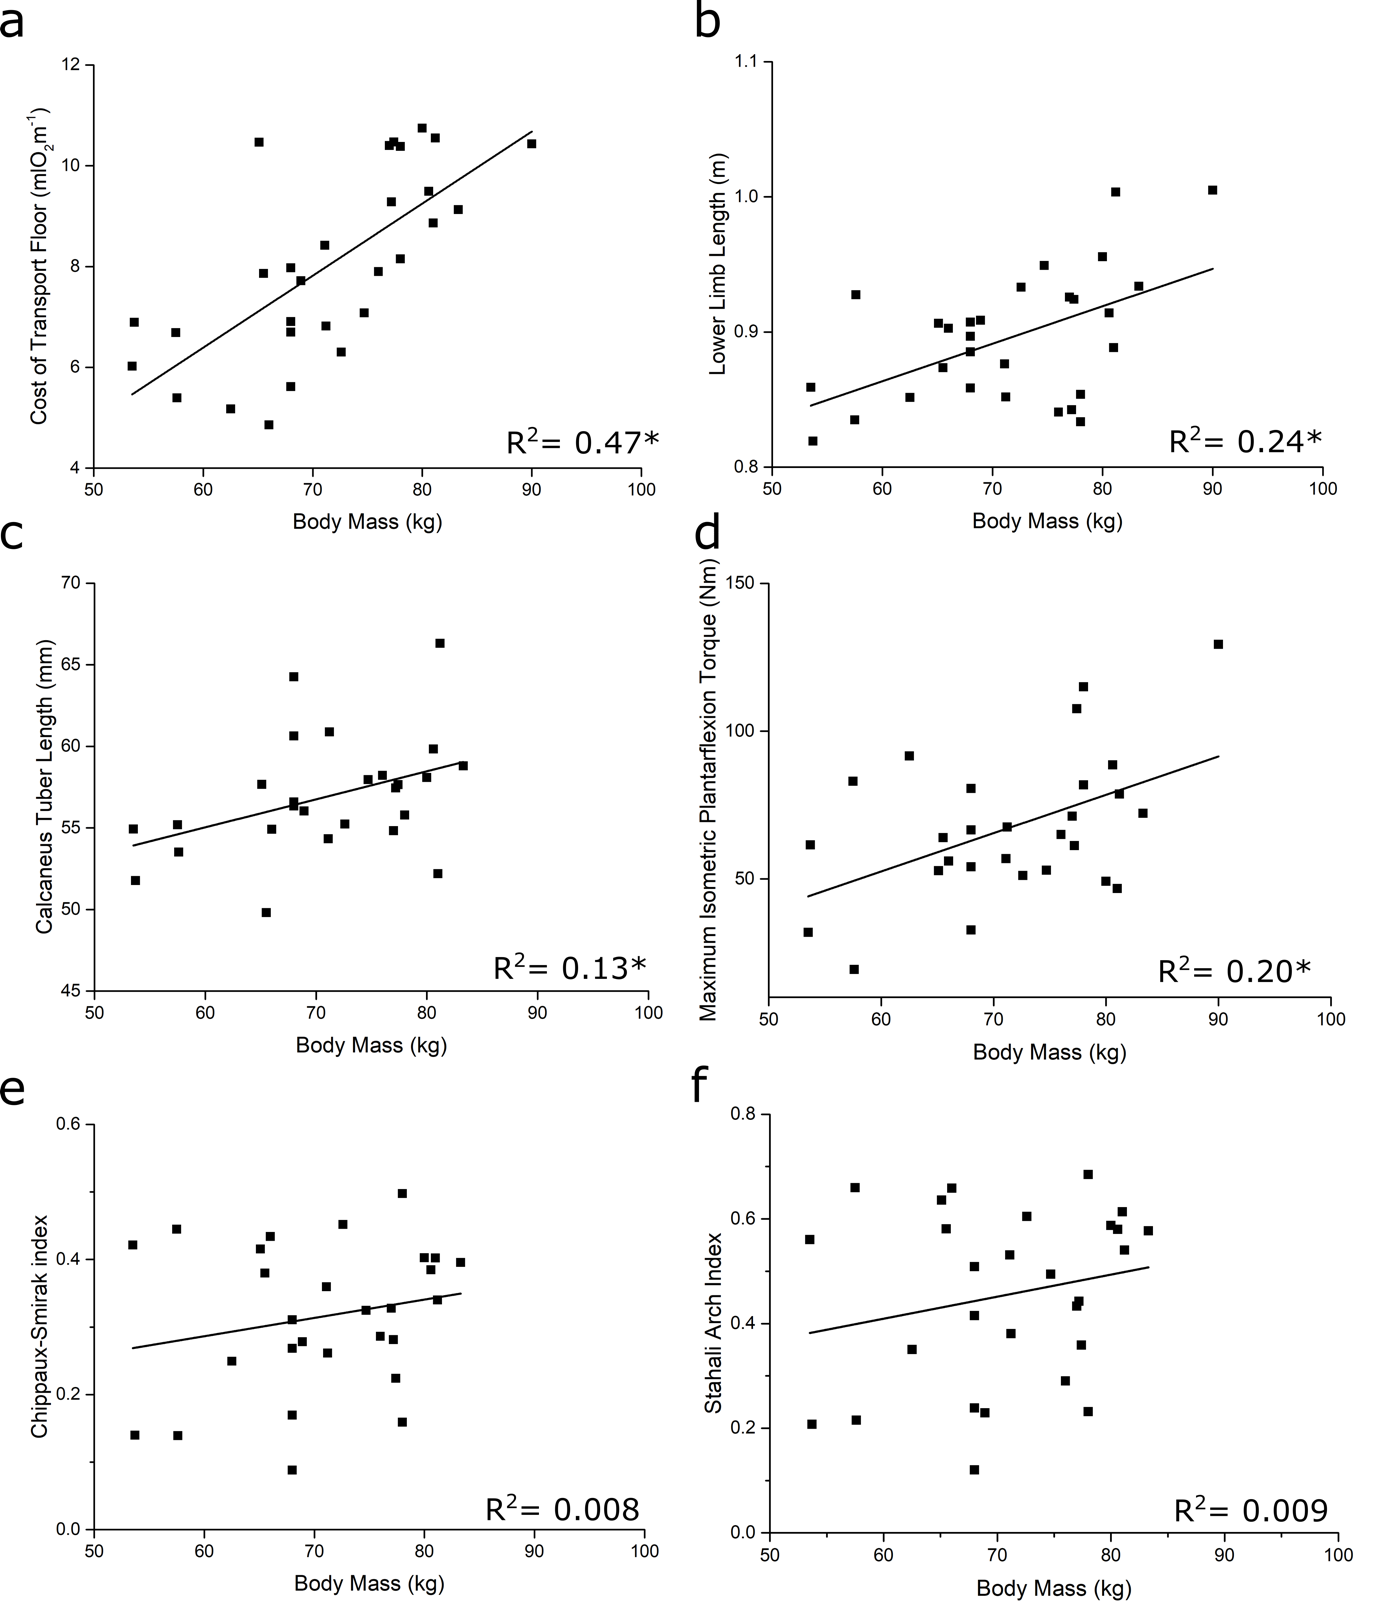 a
Cost of Transport Floor (mlO2m-1)
12
10
8
6
4
R2= 0.47*
50 60 70 80 90 100
Body Mass (kg)
b
Lower Limb Length (m)
1.1
1.0
0.9
0.8
R2= 0.24*
50 60 70 80 90 100
Body Mass (kg)
c
Calcaneus Tuber Length (mm)
70
65
60
55
50
45
R2= 0.13*
50 60 70 80 90 100
Body Mass (kg)
d
Maximum Isometric Plantarflexion Torque (Nm)
150
100
50
R2= 0.20*
50 60 70 80 90 100
Body Mass (kg)
e
Chippaux-Smirak index
0.6
0.4
0.2
0.0
R2= 0.008
50 60 70 80 90 100
Body Mass (kg)
f
Stahali Arch Index
0.8
0.6
0.4
0.2
0.0
R2= 0.009
50 60 70 80 90 100
Body Mass (kg)